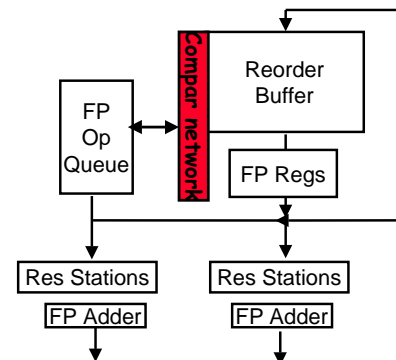 Compar network
Reorder
Buffer
FP
Op
Queue
FP Regs
Res Stations
Res Stations
FP Adder
FP Adder